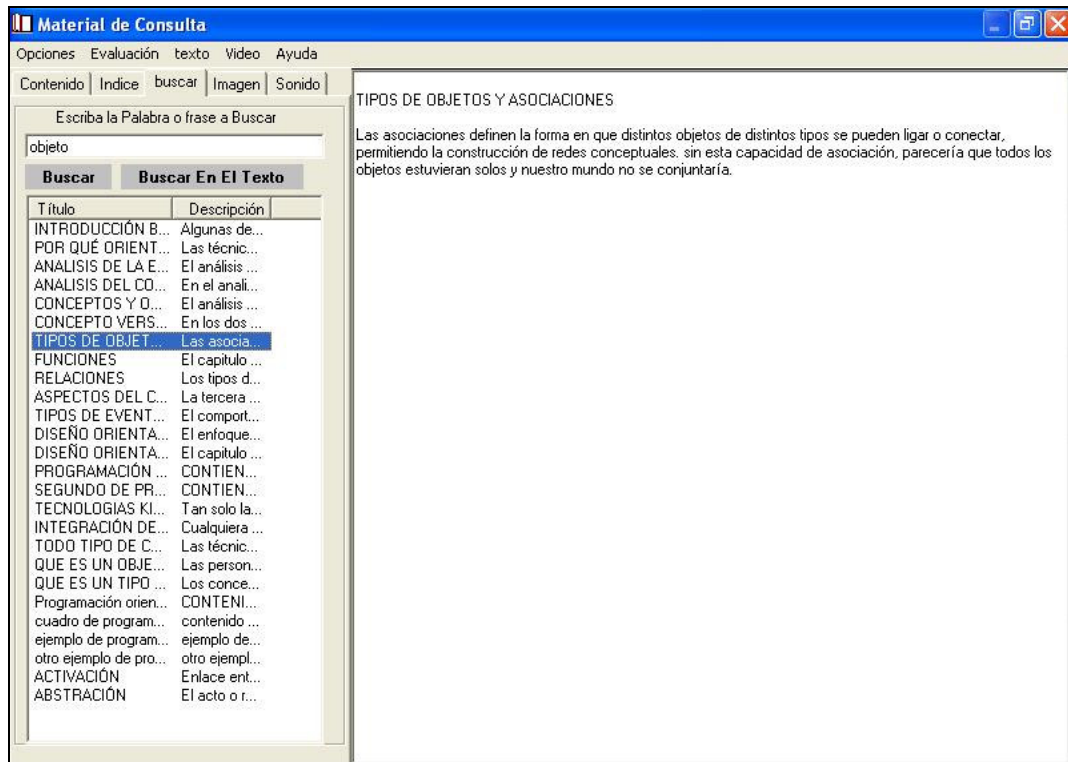 Material de Consulta
Opciones Evaluación texto Video Ayuda
Contenido Indice buscar Imagen Sonido
Escriba la Palabra o frase a Buscar
objeto
Buscar Buscar En El Texto
Título Descripción
INTRODUCCIÓN B... Algunas de...
POR QUÉ ORIENT... Las técnic...
ANALISIS DE LA E... El análisis ...
ANALISIS DEL CO... En el anali...
CONCEPTOS Y O... El análisis ...
CONCEPTO VERS... En los dos ...
TIPOS DE OBJET... Las asocia...
FUNCIONES El capitulo ...
RELACIONES Los tipos d...
ASPECTOS DEL C... La tercera ...
TIPOS DE EVENT... El comport...
DISEÑO ORIENTA... El enfoque...
DISEÑO ORIENTA... El capitulo ...
PROGRAMACIÓN ... CONTIEN...
SEGUNDO DE PR... CONTIEN...
TECNOLOGIAS KI... Tan solo la...
INTEGRACIÓN DE... Cualquiera ...
TODO TIPO DE C... Las técnic...
QUE ES UN OBJE... Las person...
QUE ES UN TIPO ... Los conce...
Programación orien... CONTENI...
cuadro de program... contenido ...
ejemplo de program... ejemplo de...
otro ejemplo de pro... otro ejempl...
ACTIVACIÓN Enlace ent...
ABSTRACIÓN El acto o r...
TIPOS DE OBJETOS Y ASOCIACIONES
Las asociaciones definen la forma en que distintos objetos de distintos tipos se pueden ligar o conectar,
permitiendo la construcción de redes conceptuales. sin esta capacidad de asociación, parecería que todos los
objetos estuvieran solos y nuestro mundo no se conjuntaría.